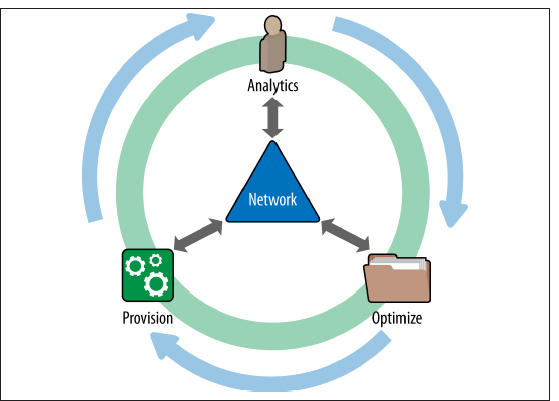 Analytics
Network
Provision
Optimize